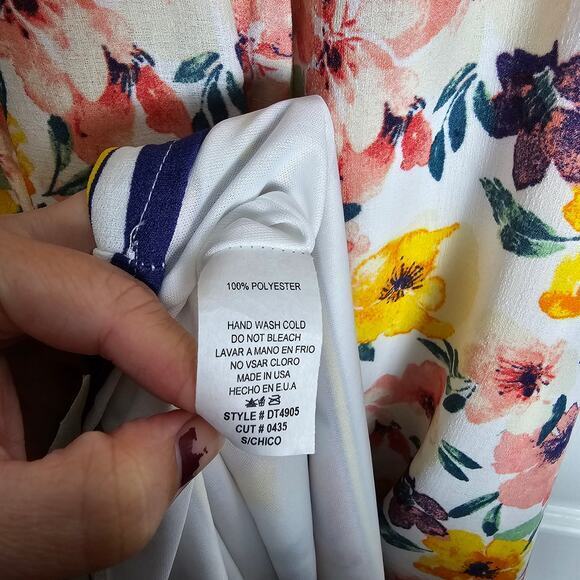 100% POLYESTER
HAND WASH COLD
DO NOT BLEACH
LAVAR A MANO EN FRIO
NO VSAR CLORO
MADE IN USA
HECHO EN E.U.A
STYLE # DT4905
CUT # 0435
S/CHICO